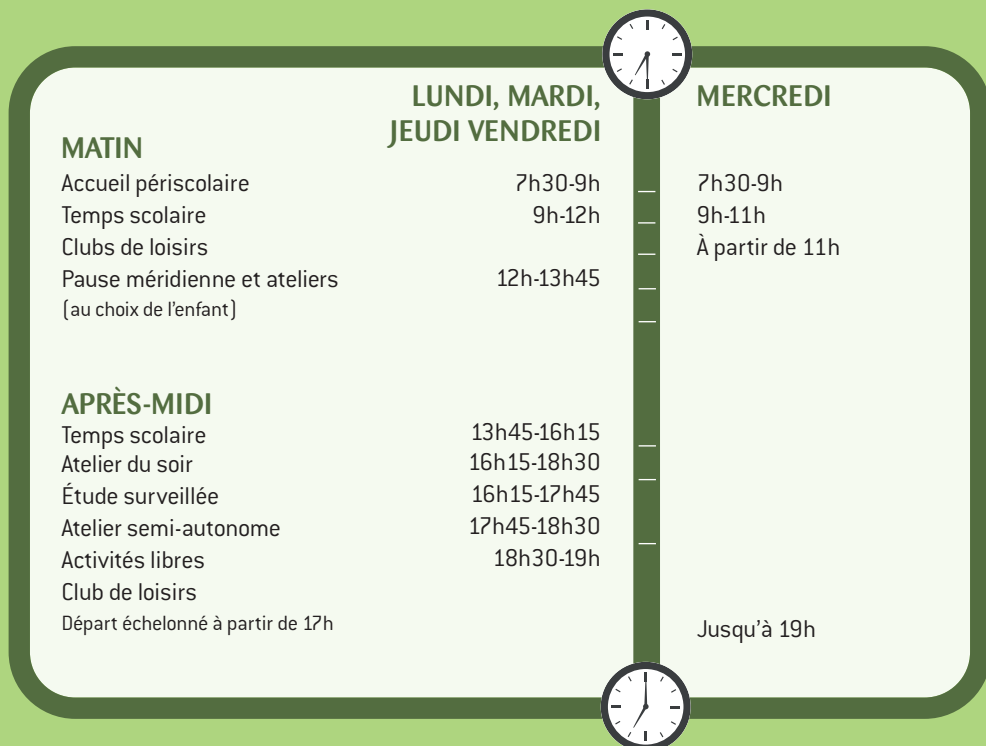 LUNDI, MARDI,
JEUDI VENDREDI
MERCREDI
MATIN
Accueil périscolaire 7h30-9h 7h30-9h
Temps scolaire 9h-12h 9h-11h
Clubs de loisirs À partir de 11h
Pause méridienne et ateliers 12h-13h45
(au choix de l'enfant)
APRÈS-MIDI
Temps scolaire 13h45-16h15
Atelier du soir 16h15-18h30
Étude surveillée 16h15-17h45
Atelier semi-autonome 17h45-18h30
Activités libres 18h30-19h
Club de loisirs
Départ échelonné à partir de 17h Jusqu'à 19h